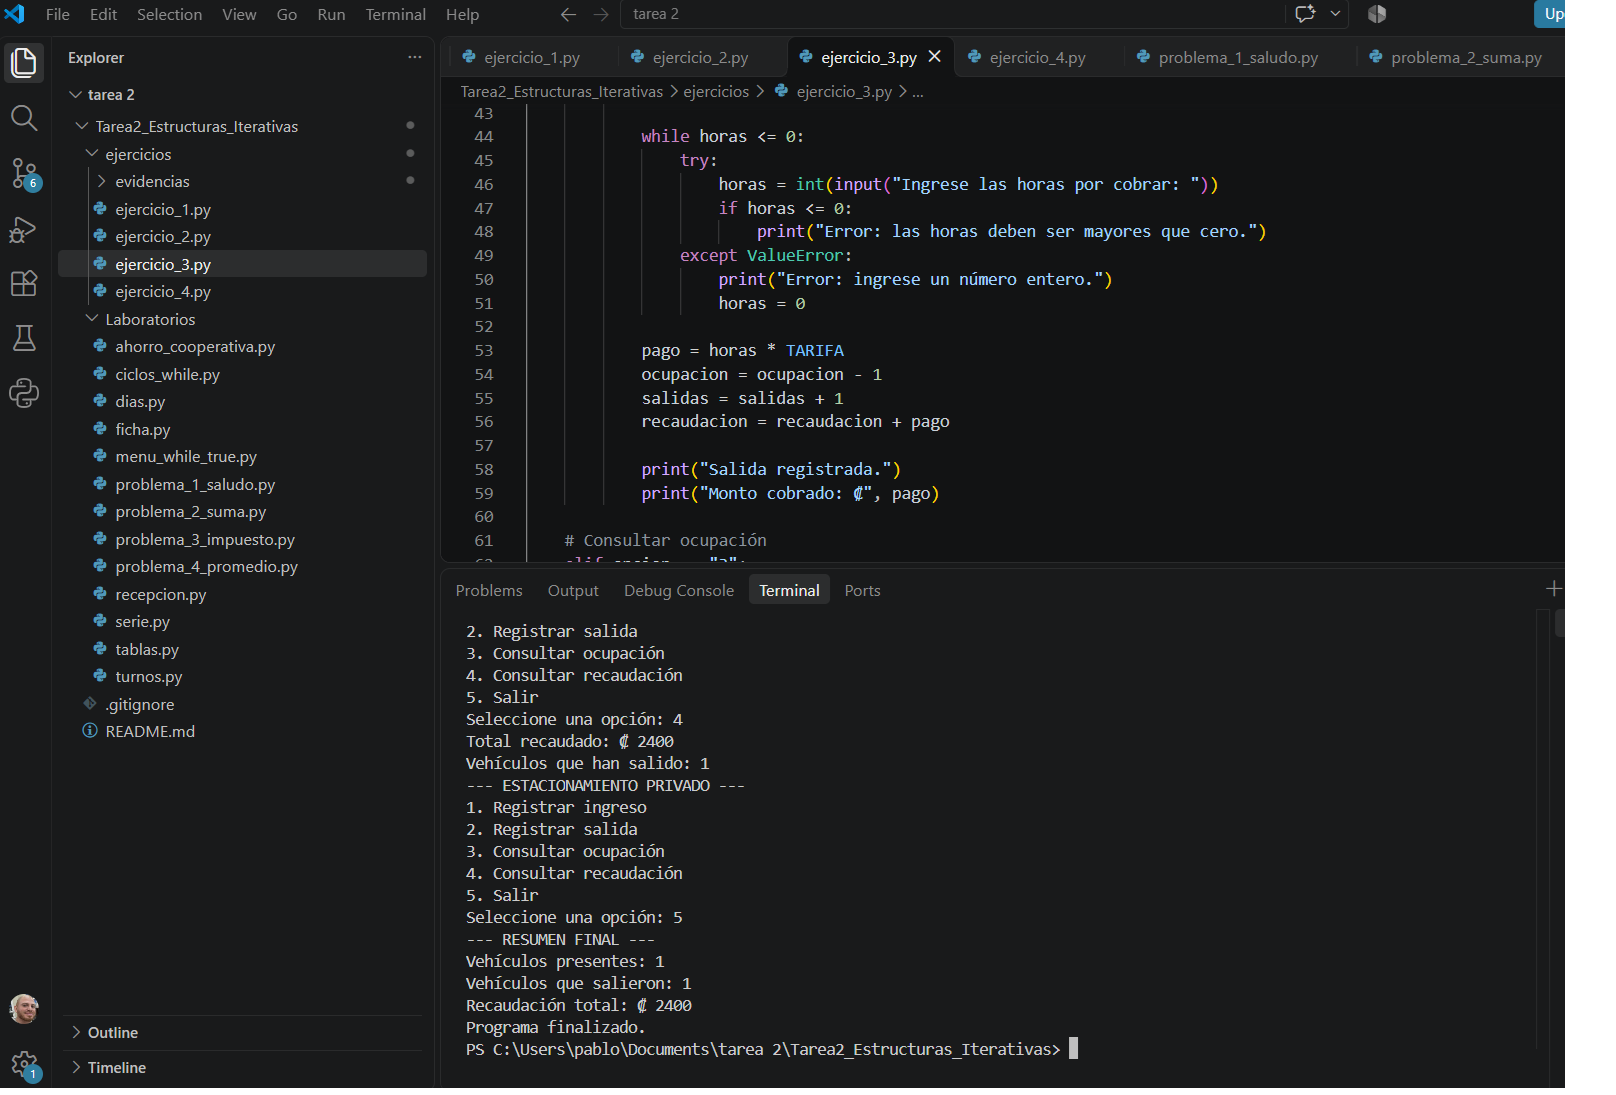 File Edit Selection View Go Run Terminal Help
tarea 2
Explorer
tarea 2
Tarea2_Estructuras_Iterativas
ejercicios
evidencias
ejercicio_1.py
ejercicio_2.py
ejercicio_3.py
ejercicio_4.py
Laboratorios
ahorro_cooperativa.py
ciclos_while.py
dias.py
ficha.py
menu_while_true.py
problema_1_saludo.py
problema_2_suma.py
problema_3_impuesto.py
problema_4_promedio.py
recepcion.py
serie.py
tablas.py
turnos.py
.gitignore
README.md
Outline
Timeline
6
1
ejercicio_1.py ejercicio_2.py ejercicio_3.py ejercicio_4.py problema_1_saludo.py problema_2_suma.py
Tarea2_Estructuras_Iterativas > ejercicios > ejercicio_3.py > ...
43
44 while horas <= 0:
45 try:
46 horas = int(input("Ingrese las horas por cobrar: "))
47 if horas <= 0:
48 print("Error: las horas deben ser mayores que cero.")
49 except ValueError:
50 print("Error: ingrese un número entero.")
51 horas = 0
52
53 pago = horas * TARIFA
54 ocupacion = ocupacion - 1
55 salidas = salidas + 1
56 recaudacion = recaudacion + pago
57
58 print("Salida registrada.")
59 print("Monto cobrado: ₡", pago)
60
61 # Consultar ocupación
Problems Output Debug Console Terminal Ports
2. Registrar salida
3. Consultar ocupación
4. Consultar recaudación
5. Salir
Seleccione una opción: 4
Total recaudado: ₡ 2400
Vehículos que han salido: 1
--- ESTACIONAMIENTO PRIVADO ---
1. Registrar ingreso
2. Registrar salida
3. Consultar ocupación
4. Consultar recaudación
5. Salir
Seleccione una opción: 5
--- RESUMEN FINAL ---
Vehículos presentes: 1
Vehículos que salieron: 1
Recaudación total: ₡ 2400
Programa finalizado.
PS C:\Users\pablo\Documents\tarea 2\Tarea2_Estructuras_Iterativas>